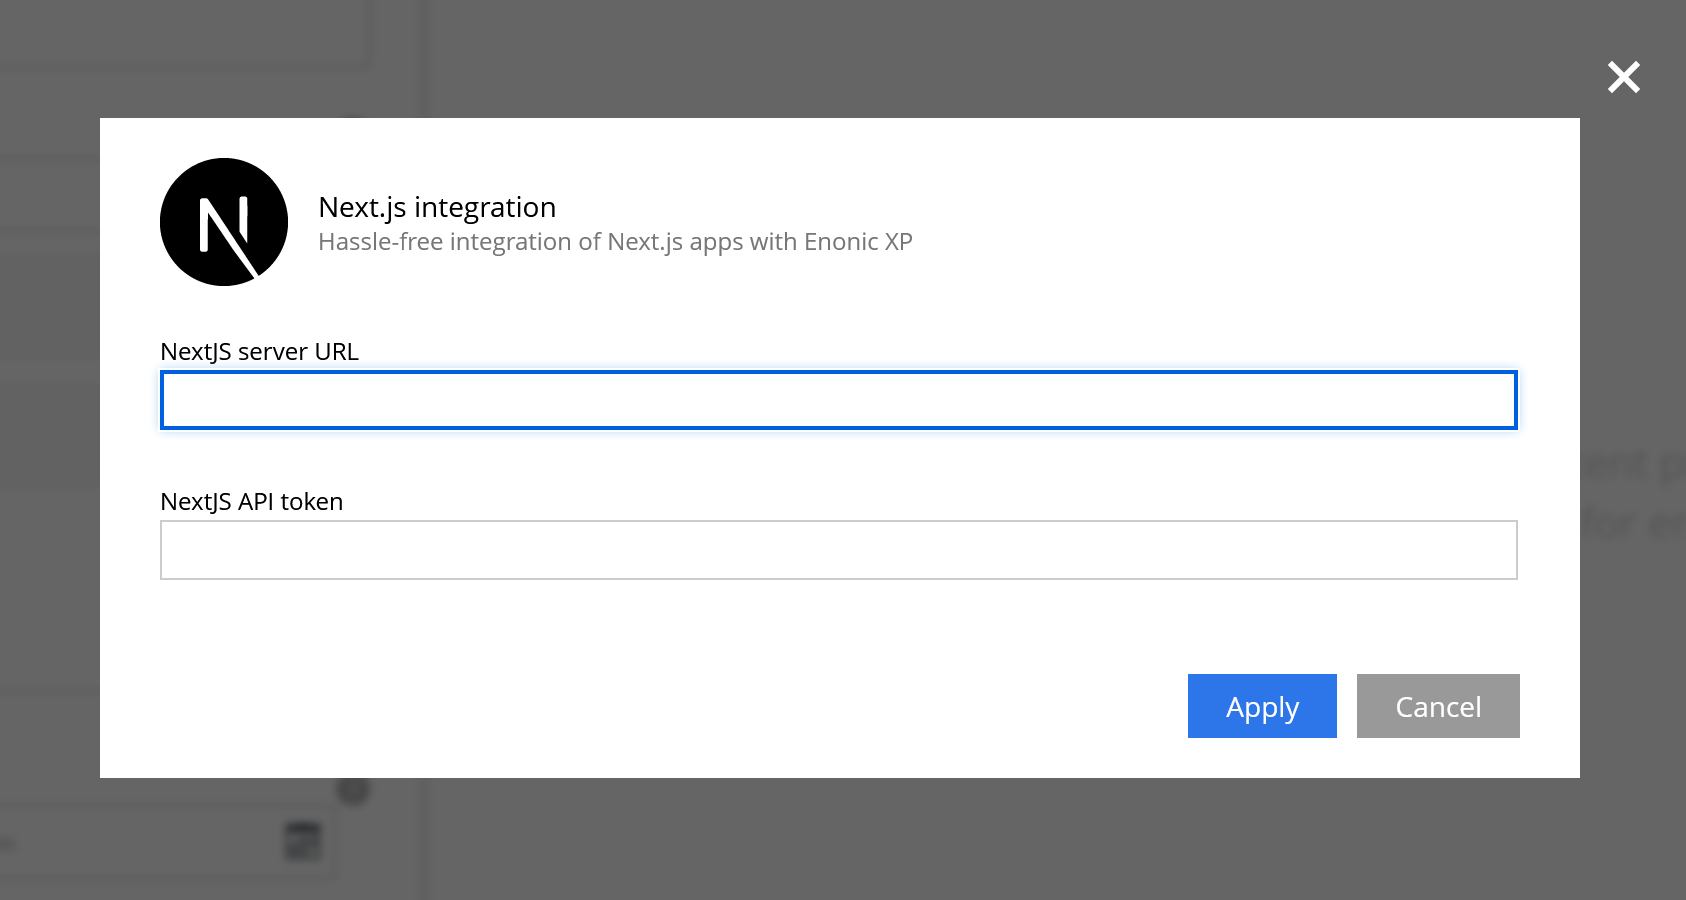 Next.js integration
Hassle-free integration of Next.js apps with Enonic XP
NextJS server URL
NextJS API token
Apply
Cancel
for